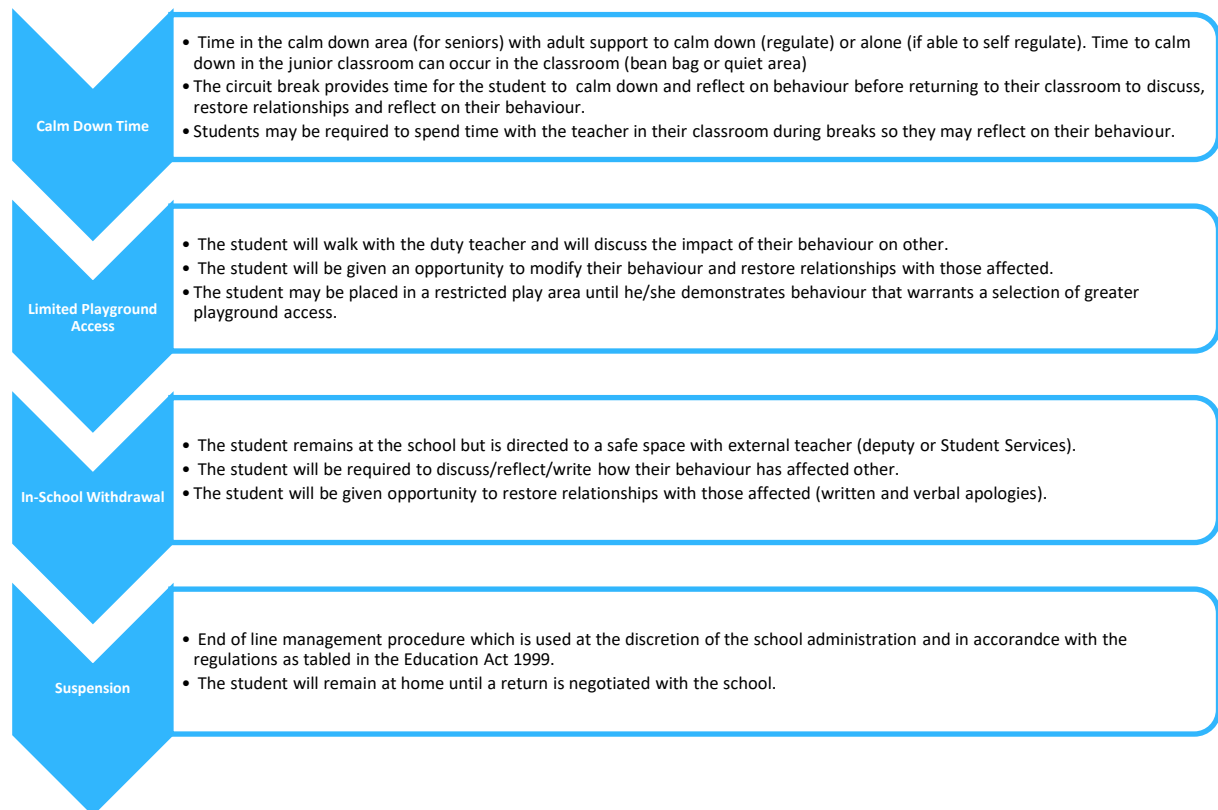 Calm Down Time
• Time in the calm down area (for seniors) with adult support to calm down (regulate) or alone (if able to self regulate). Time to calm
down in the junior classroom can occur in the classroom (bean bag or quiet area)
• The circuit break provides time for the student to calm down and reflect on behaviour before returning to their classroom to discuss,
restore relationships and reflect on their behaviour.
• Students may be required to spend time with the teacher in their classroom during breaks so they may reflect on their behaviour.
Limited Playground
Access
• The student will walk with the duty teacher and will discuss the impact of their behaviour on other.
• The student will be given an opportunity to modify their behaviour and restore relationships with those affected.
• The student may be placed in a restricted play area until he/she demonstrates behaviour that warrants a selection of greater
playground access.
In-School Withdrawal
• The student remains at the school but is directed to a safe space with external teacher (deputy or Student Services).
• The student will be required to discuss/reflect/write how their behaviour has affected other.
• The student will be given opportunity to restore relationships with those affected (written and verbal apologies).
Suspension
• End of line management procedure which is used at the discretion of the school administration and in accorandce with the
regulations as tabled in the Education Act 1999.
• The student will remain at home until a return is negotiated with the school.